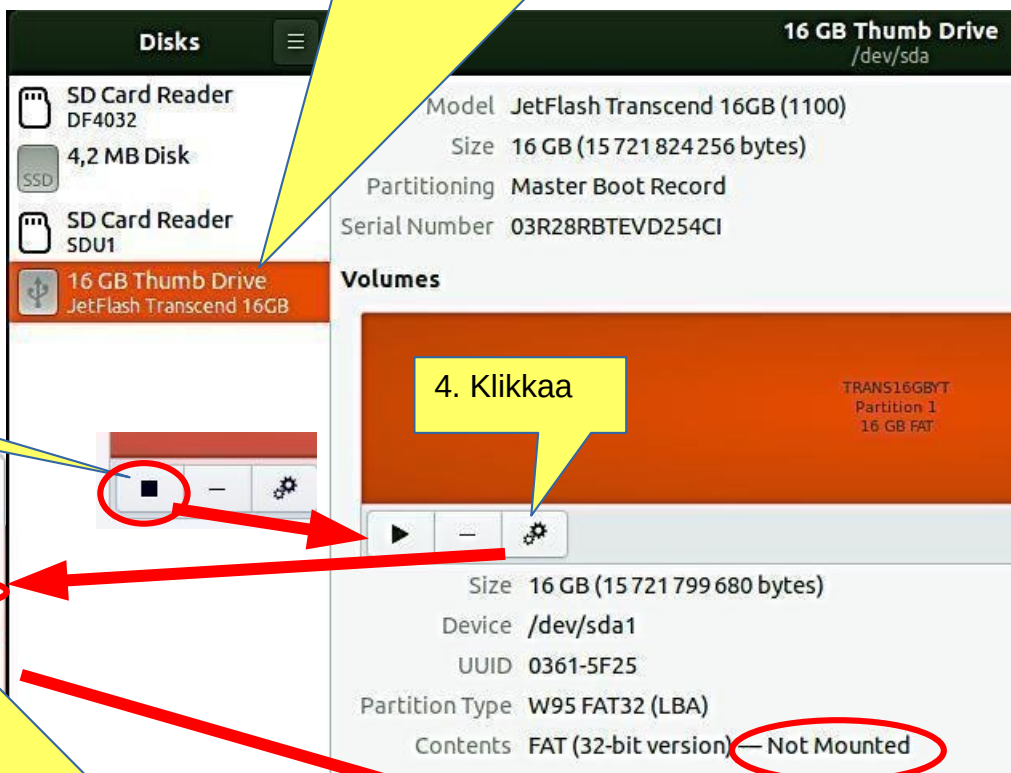 Disks
16 GB Thumb Drive
/dev/sda
SD Card Reader
DF4032
4,2 MB Disk
SSD
SD Card Reader
SDU1
16 GB Thumb Drive
JetFlash Transcend 16GB
Model JetFlash Transcend 16GB (1100)
Size 16 GB (15 721 824 256 bytes)
Partitioning Master Boot Record
Serial Number 03R28RBTEVD254CI
Volumes
4. Klikkaa
TRANS16GBYT
Partition 1
16 GB FAT
Size 16 GB (15 721 799 680 bytes)
Device /dev/sda1
UUID 0361-5F25
Partition Type W95 FAT32 (LBA)
Contents FAT (32-bit version) — Not Mounted